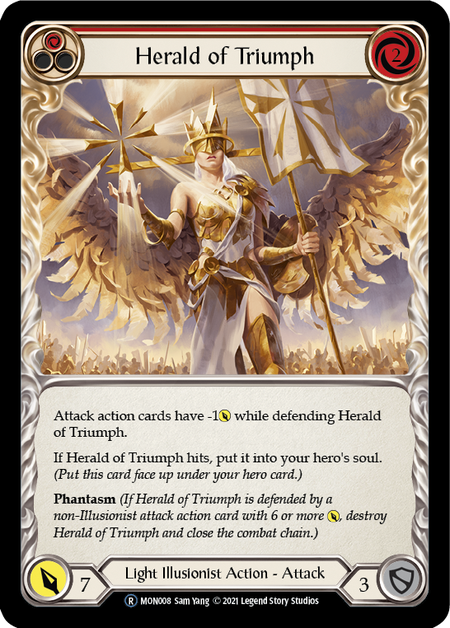 Herald of Triumph
2
Attack action cards have -1 while defending Herald
of Triumph.
If Herald of Triumph hits, put it into your hero's soul.
(Put this card face up under your hero card.)
Phantasm (If Herald of Triumph is defended by a
non-Illusionist attack action card with 6 or more , destroy
Herald of Triumph and close the combat chain.)
7
Light Illusionist Action - Attack
3
R MON008 Sam Yang © 2021 Legend Story Studios